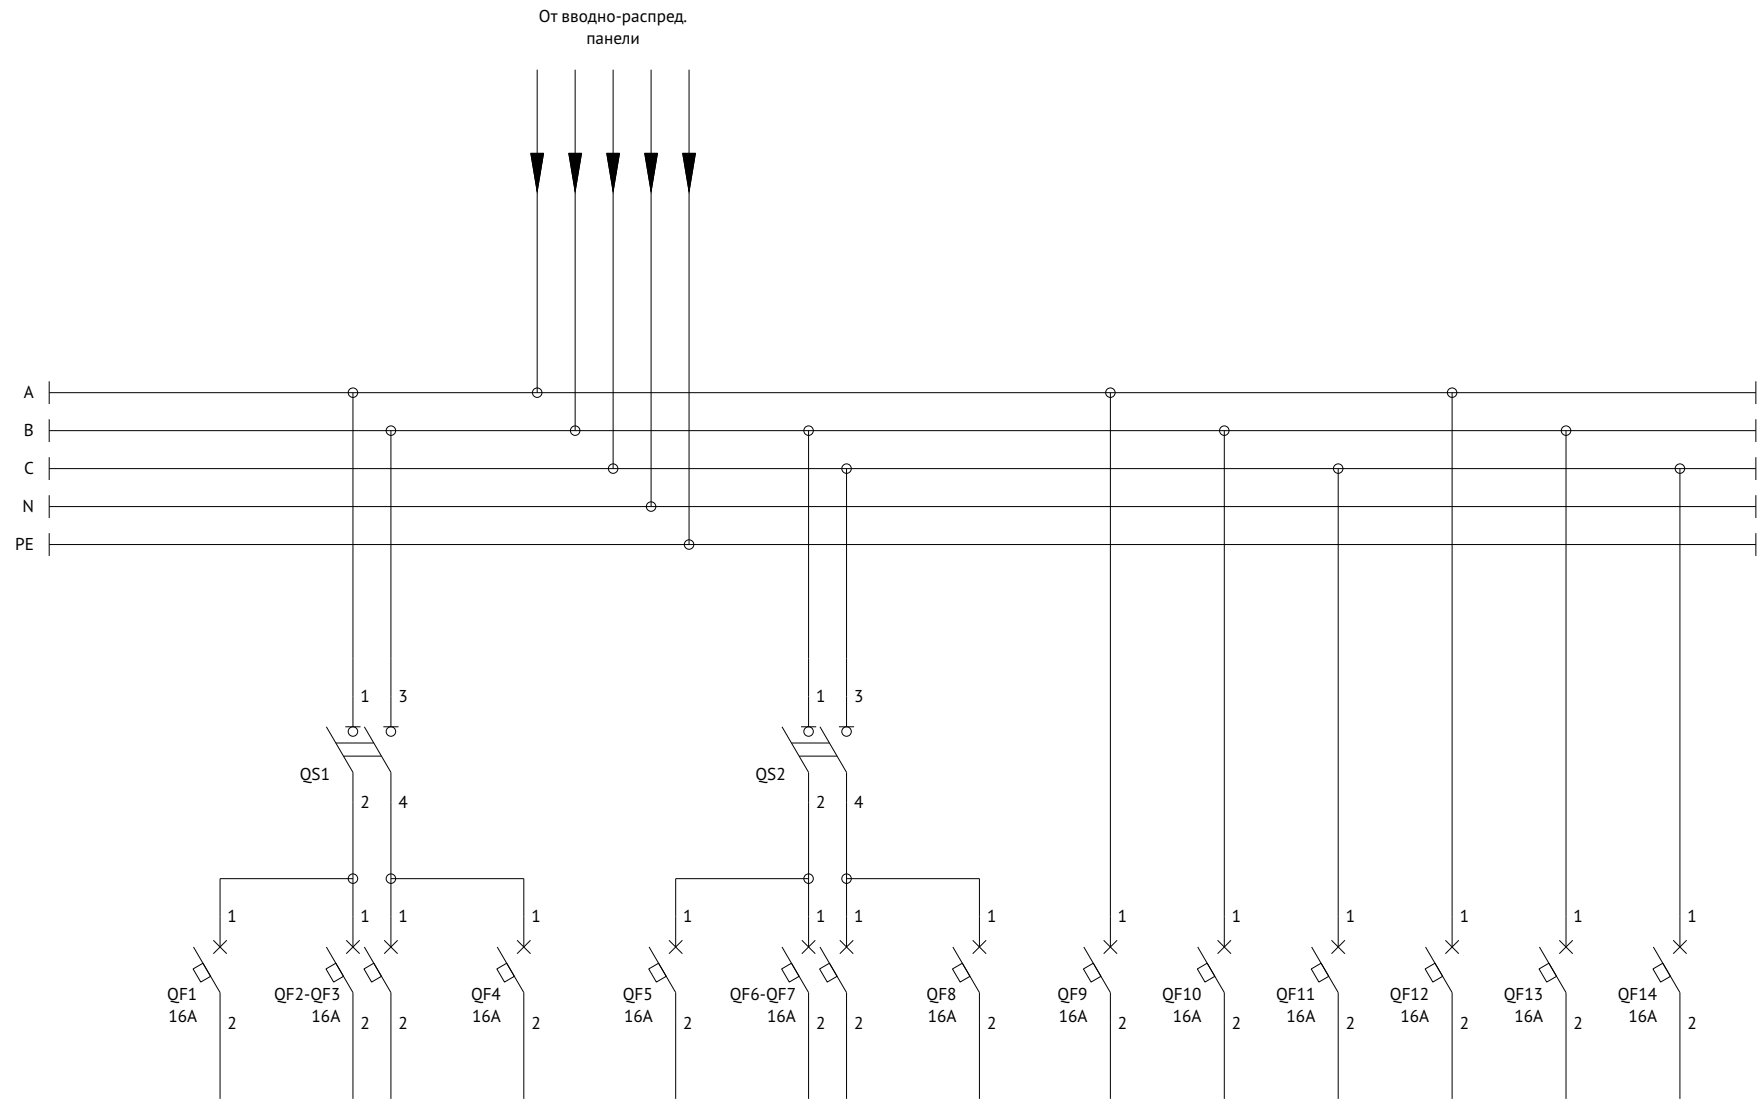 От вводно-распред.
панели
A
B
C
N
PE
1 3 1 3
QS1 QS2
2 4 2 4
1 1 1 1 1 1 1 1 1 1 1 1 1 1
QF1 QF2-QF3 QF4 QF5 QF6-QF7 QF8 QF9 QF10 QF11 QF12 QF13 QF14
16A 16A 16A 16A 16A 16A 16A 16A 16A 16A 16A 16A
2 2 2 2 2 2 2 2 2 2 2 2 2 2